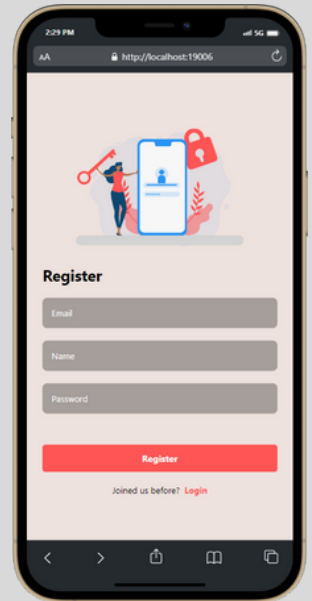 2:29 PM
5G
AA
http://localhost:19006
Register
Email
Name
Password
Register
Joined us before? Login